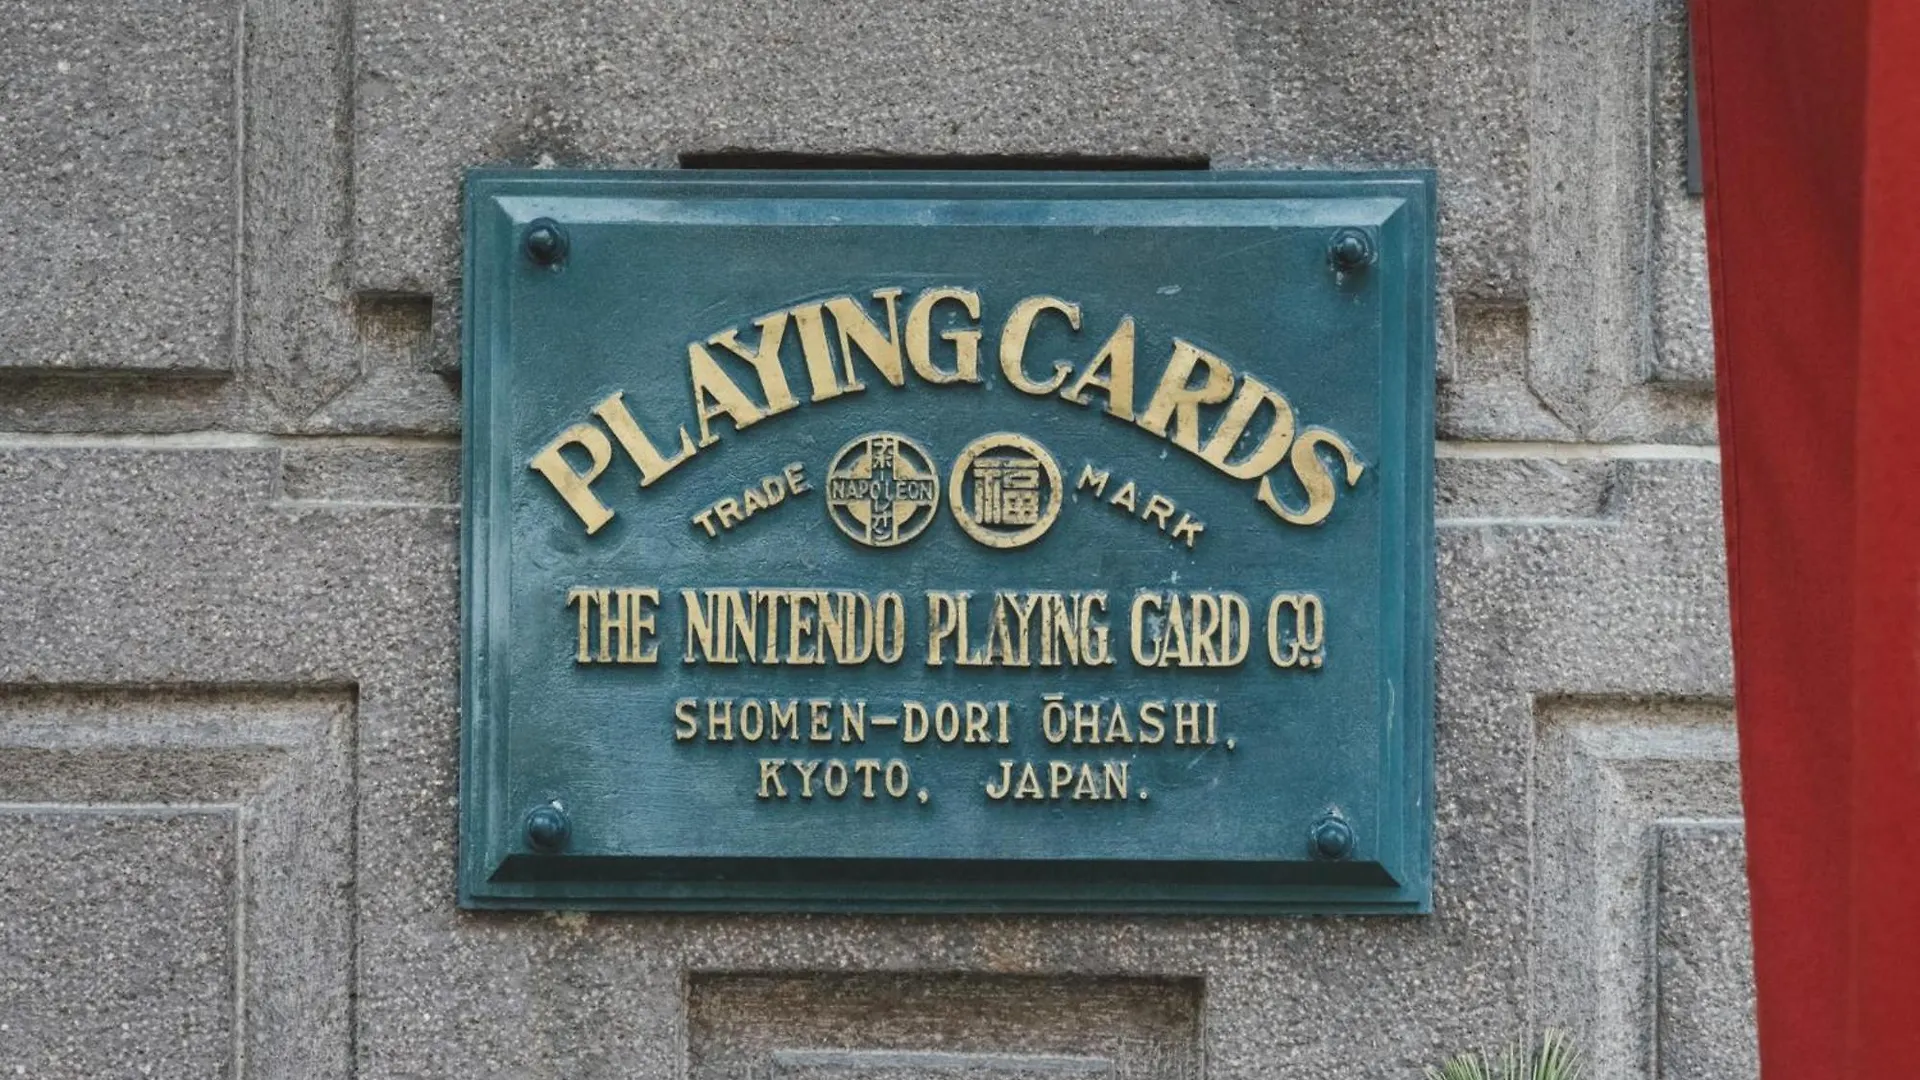 PLAYING CARDS
TRADE NAPOLEON 福 MARK
THE NINTENDO PLAYING CARD CO.
SHOMEN-DORI ŌHASHI,
KYOTO, JAPAN.